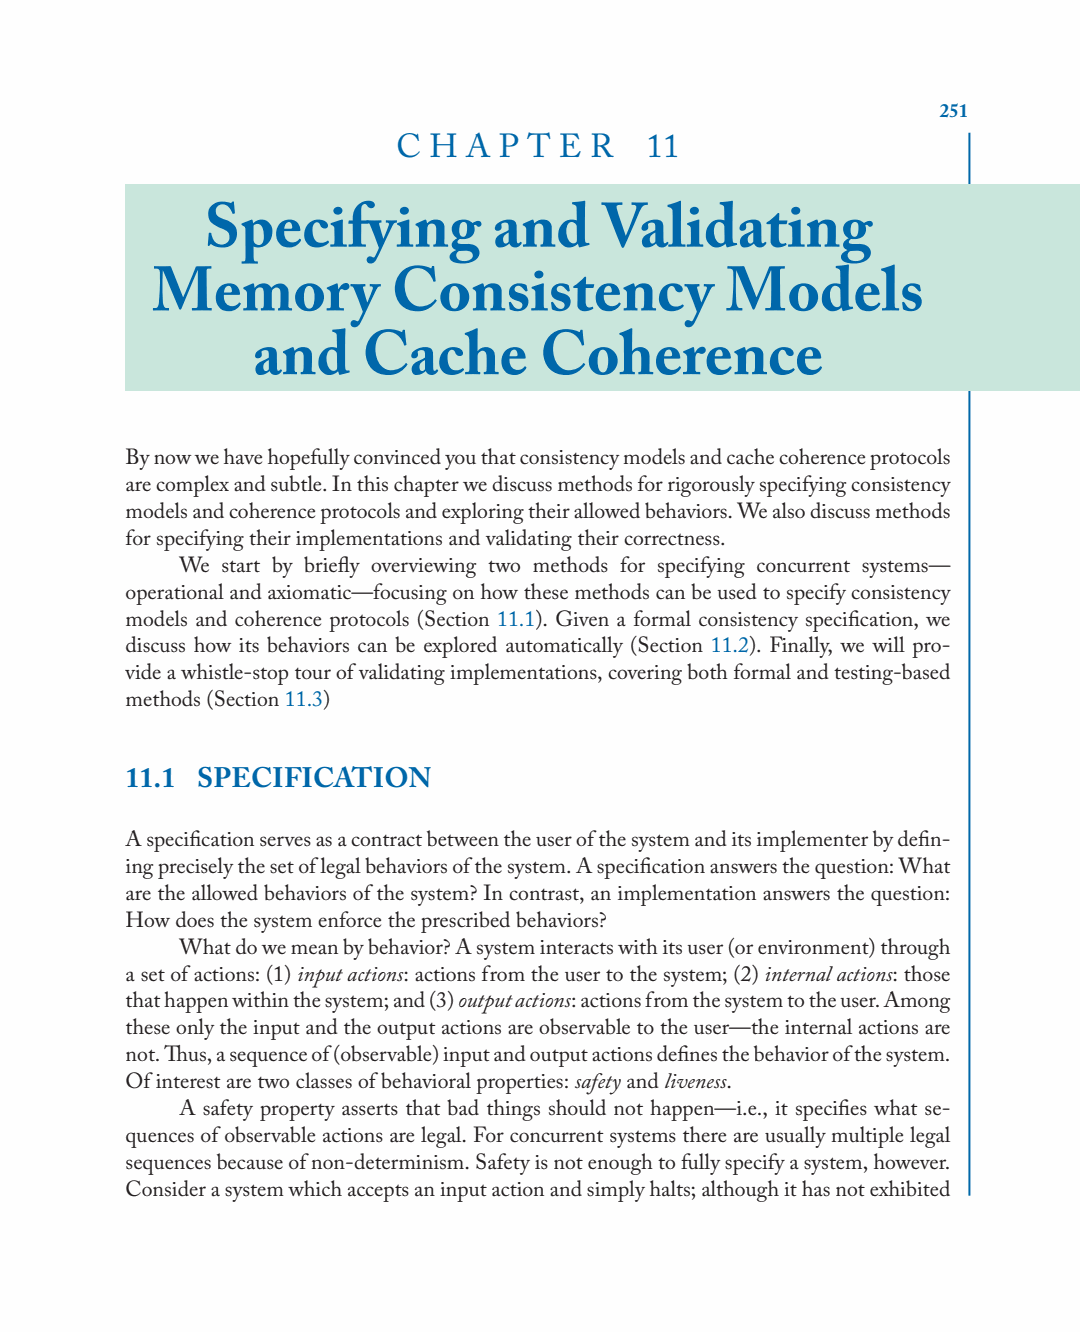 251
CHAPTER 11
Specifying and Validating
Memory Consistency Models
and Cache Coherence
By now we have hopefully convinced you that consistency models and cache coherence protocols
are complex and subtle. In this chapter we discuss methods for rigorously specifying consistency
models and coherence protocols and exploring their allowed behaviors. We also discuss methods
for specifying their implementations and validating their correctness.
We start by briefly overviewing two methods for specifying concurrent systems—
operational and axiomatic—focusing on how these methods can be used to specify consistency
models and coherence protocols (Section 11.1). Given a formal consistency specification, we
discuss how its behaviors can be explored automatically (Section 11.2). Finally, we will pro-
vide a whistle-stop tour of validating implementations, covering both formal and testing-based
methods (Section 11.3)
11.1 SPECIFICATION
A specification serves as a contract between the user of the system and its implementer by defin-
ing precisely the set of legal behaviors of the system. A specification answers the question: What
are the allowed behaviors of the system? In contrast, an implementation answers the question:
How does the system enforce the prescribed behaviors?
What do we mean by behavior? A system interacts with its user (or environment) through
a set of actions: (1) input actions: actions from the user to the system; (2) internal actions: those
that happen within the system; and (3) output actions: actions from the system to the user. Among
these only the input and the output actions are observable to the user—the internal actions are
not. Thus, a sequence of (observable) input and output actions defines the behavior of the system.
Of interest are two classes of behavioral properties: safety and liveness.
A safety property asserts that bad things should not happen—i.e., it specifies what se-
quences of observable actions are legal. For concurrent systems there are usually multiple legal
sequences because of non-determinism. Safety is not enough to fully specify a system, however.
Consider a system which accepts an input action and simply halts; although it has not exhibited